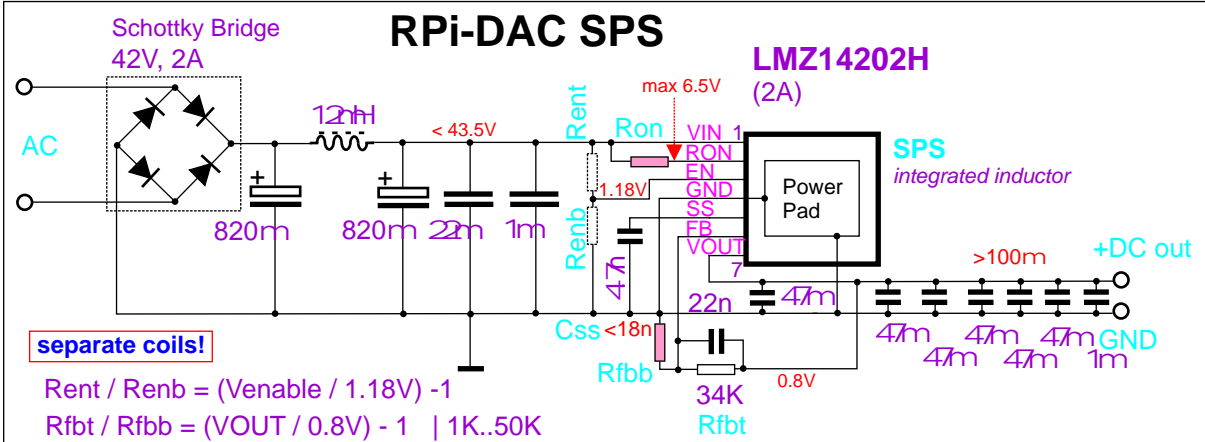 RPi-DAC SPS
Schottky Bridge
42V, 2A
LMZ14202H
(2A)
max 6.5V
12mH
< 43.5V
Rent
Ron
VIN 1
RON
EN
GND
SS
FB
VOUT
7
SPS
integrated inductor
Power
Pad
AC
+
+
1.18V
820m
820m
22m
1m
Renb
47n
>100m
+DC out
22n
47m
Css
<18n
47m
47m
47m
47m
47m
1m
GND
separate coils!
Rfbb
34K
0.8V
Rfbt
Rent / Renb = (Venable / 1.18V) -1
Rfbt / Rfbb = (VOUT / 0.8V) - 1 | 1K..50K